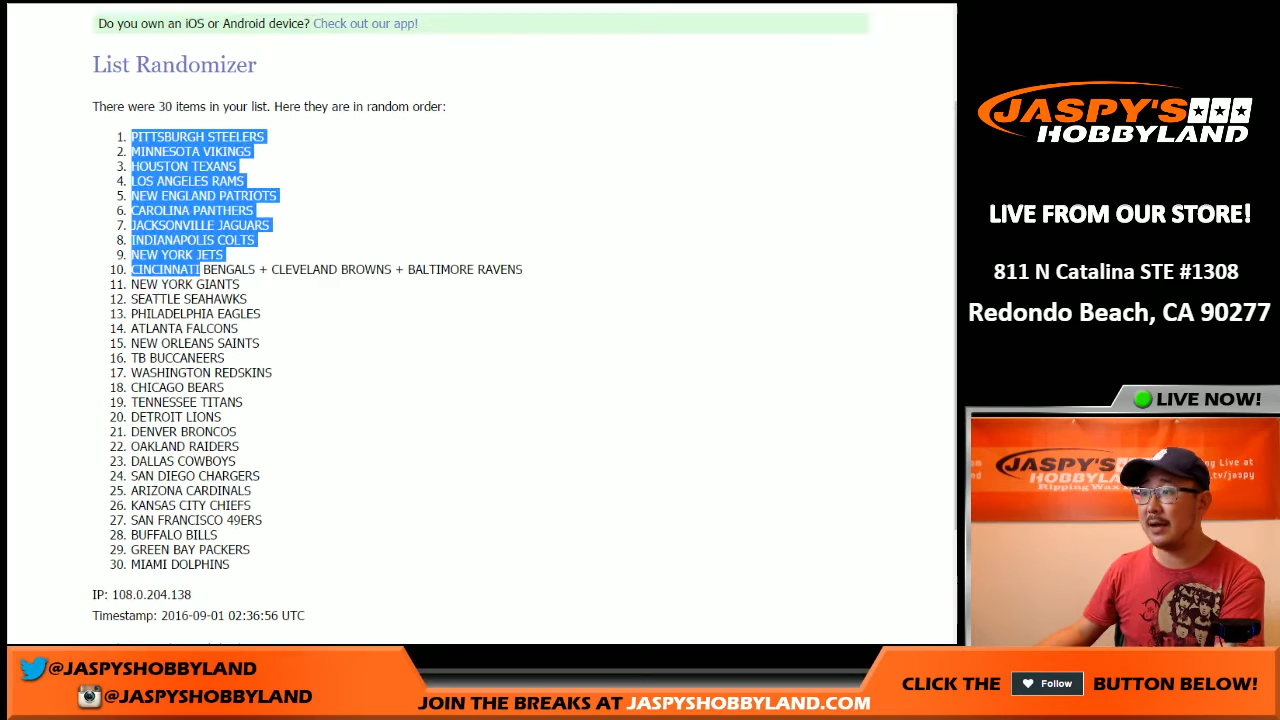 Do you own an iOS or Android device? Check out our app!
List Randomizer
There were 30 items in your list. Here they are in random order:
1. PITTSBURGH STEELERS
2. MINNESOTA VIKINGS
3. HOUSTON TEXANS
4. LOS ANGELES RAMS
5. NEW ENGLAND PATRIOTS
6. CAROLINA PANTHERS
7. JACKSONVILLE JAGUARS
8. INDIANAPOLIS COLTS
9. NEW YORK JETS
10. CINCINNATI BENGALS + CLEVELAND BROWNS + BALTIMORE RAVENS
11. NEW YORK GIANTS
12. SEATTLE SEAHAWKS
13. PHILADELPHIA EAGLES
14. ATLANTA FALCONS
15. NEW ORLEANS SAINTS
16. TB BUCCANEERS
17. WASHINGTON REDSKINS
18. CHICAGO BEARS
19. TENNESSEE TITANS
20. DETROIT LIONS
21. DENVER BRONCOS
22. OAKLAND RAIDERS
23. DALLAS COWBOYS
24. SAN DIEGO CHARGERS
25. ARIZONA CARDINALS
26. KANSAS CITY CHIEFS
27. SAN FRANCISCO 49ERS
28. BUFFALO BILLS
29. GREEN BAY PACKERS
30. MIAMI DOLPHINS
IP: 108.0.204.138
Timestamp: 2016-09-01 02:36:56 UTC
JASPY'S
HOBBYLAND
LIVE FROM OUR STORE!
811 N Catalina STE #1308
Redondo Beach, CA 90277
LIVE NOW!
JASPY'S
HOBBYLAND
Ripping Wax
ng Live at
tv/jaspy
@JASPYSHOBBYLAND
@JASPYSHOBBYLAND
JOIN THE BREAKS AT JASPYSHOBBYLAND.COM
CLICK THE Follow BUTTON BELOW!